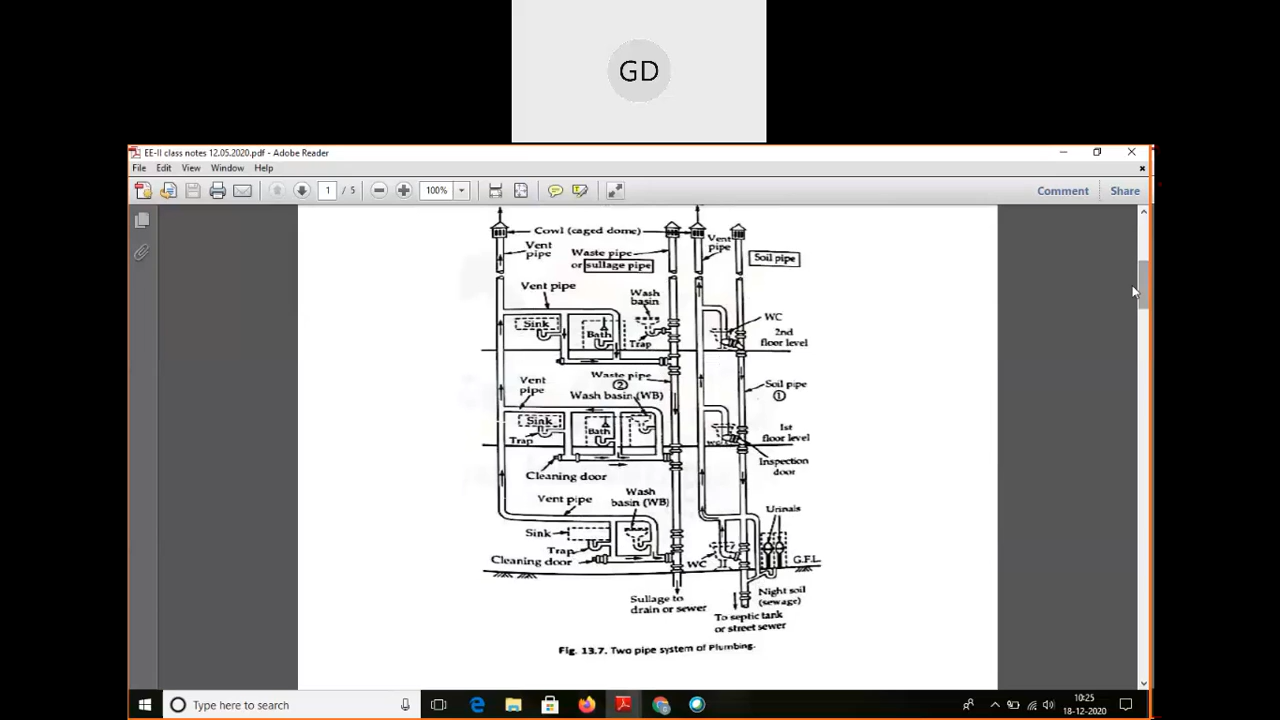 GD
EE-II class notes 12.05.2020.pdf - Adobe Reader
File Edit View Window Help
1 / 5
100%
Comment
Share
Cowl (caged dome)
Vent
pipe
Waste pipe
or sullage pipe
Vent
pipe
Soil pipe
Vent pipe
Wash
basin
Sink
Bath
Trap
WC
2nd
floor level
Vent
pipe
Waste pipe
②
Wash basin (WB)
Soil pipe
①
Sink
Bath
Trap
WC
Ist
floor level
Cleaning door
Inspection
door
Vent pipe
Wash
basin (WB)
Urinals
Sink
Trap
Cleaning door
WC
G.F.L.
Sullage to
drain or sewer
Night soil
(sewage)
To septic tank
or street sewer
Fig. 13.7. Two pipe system of Plumbing.
Type here to search
10:25
18-12-2020